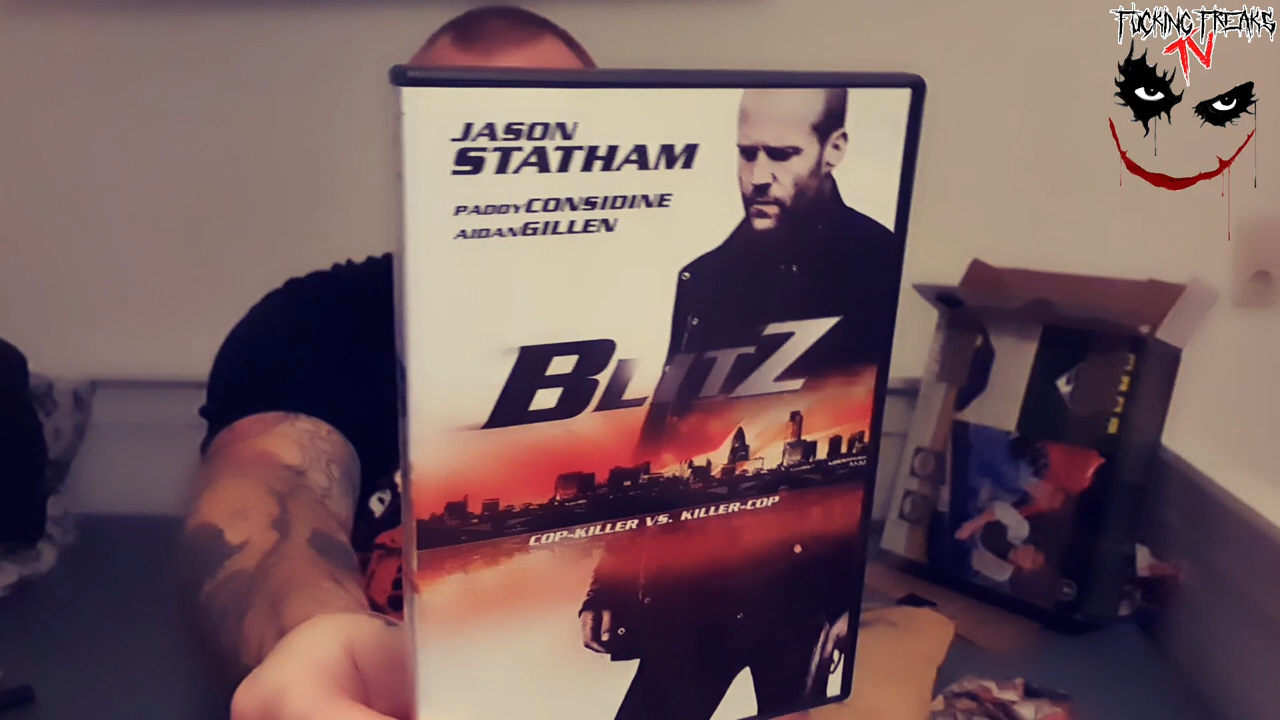 FUCKING FREAKS
TV
JASON
STATHAM
PADDY CONSIDINE
AIDAN GILLEN
BLITZ
COP-KILLER VS. KILLER-COP